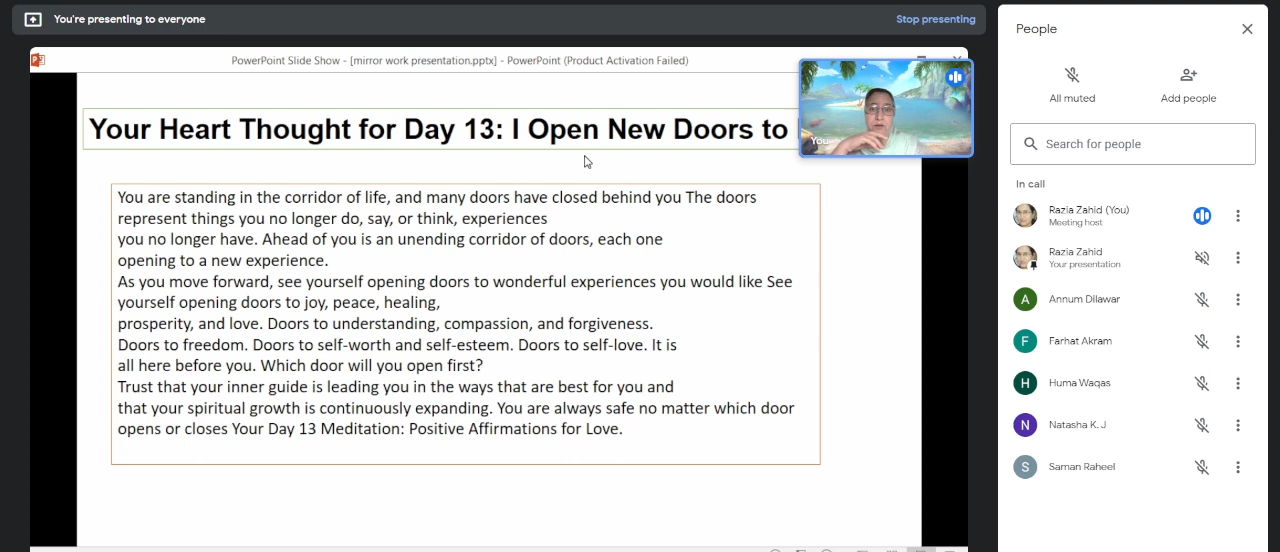 You're presenting to everyone
Stop presenting
PowerPoint Slide Show - [mirror work presentation.pptx] - PowerPoint (Product Activation Failed)
Your Heart Thought for Day 13: I Open New Doors to
You
You are standing in the corridor of life, and many doors have closed behind you The doors
represent things you no longer do, say, or think, experiences
you no longer have. Ahead of you is an unending corridor of doors, each one
opening to a new experience.
As you move forward, see yourself opening doors to wonderful experiences you would like See
yourself opening doors to joy, peace, healing,
prosperity, and love. Doors to understanding, compassion, and forgiveness.
Doors to freedom. Doors to self-worth and self-esteem. Doors to self-love. It is
all here before you. Which door will you open first?
Trust that your inner guide is leading you in the ways that are best for you and
that your spiritual growth is continuously expanding. You are always safe no matter which door
opens or closes Your Day 13 Meditation: Positive Affirmations for Love.
People
All muted
Add people
Search for people
In call
Razia Zahid (You)
Meeting host
Razia Zahid
Your presentation
A
Annum Dilawar
F
Farhat Akram
H
Huma Waqas
N
Natasha K. J
S
Saman Raheel